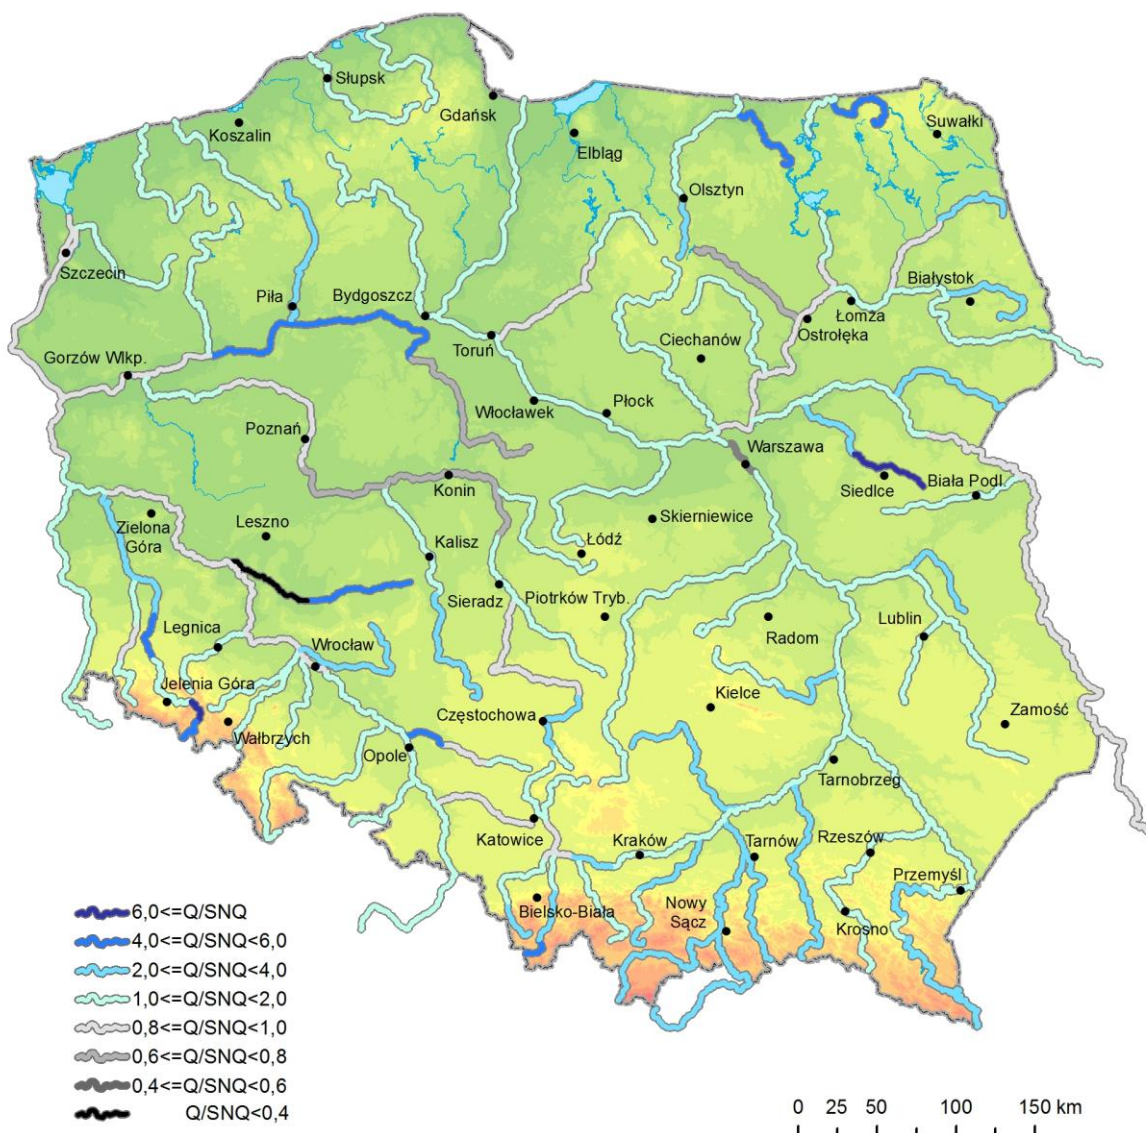 Słupsk
Gdańsk
Koszalin
Elbląg
Suwałki
Olsztyn
Szczecin
Piła
Bydgoszcz
Białystok
Łomża
Ostrołęka
Toruń
Ciechanów
Gorzów Wlkp.
Włocławek
Płock
Poznań
Warszawa
Konin
Siedlce
Biała Podl.
Zielona
Góra
Leszno
Skierniewice
Łódź
Kalisz
Sieradz
Piotrków Tryb.
Radom
Lublin
Legnica
Wrocław
Jelenia Góra
Kielce
Zamość
Wałbrzych
Częstochowa
Opole
Tarnobrzeg
Katowice
Kraków
Tarnów
Rzeszów
Przemyśl
Bielsko-Biała
Nowy
Sącz
Krosno
6,0<=Q/SNQ
4,0<=Q/SNQ<6,0
2,0<=Q/SNQ<4,0
1,0<=Q/SNQ<2,0
0,8<=Q/SNQ<1,0
0,6<=Q/SNQ<0,8
0,4<=Q/SNQ<0,6
Q/SNQ<0,4
0 25 50 100 150 km